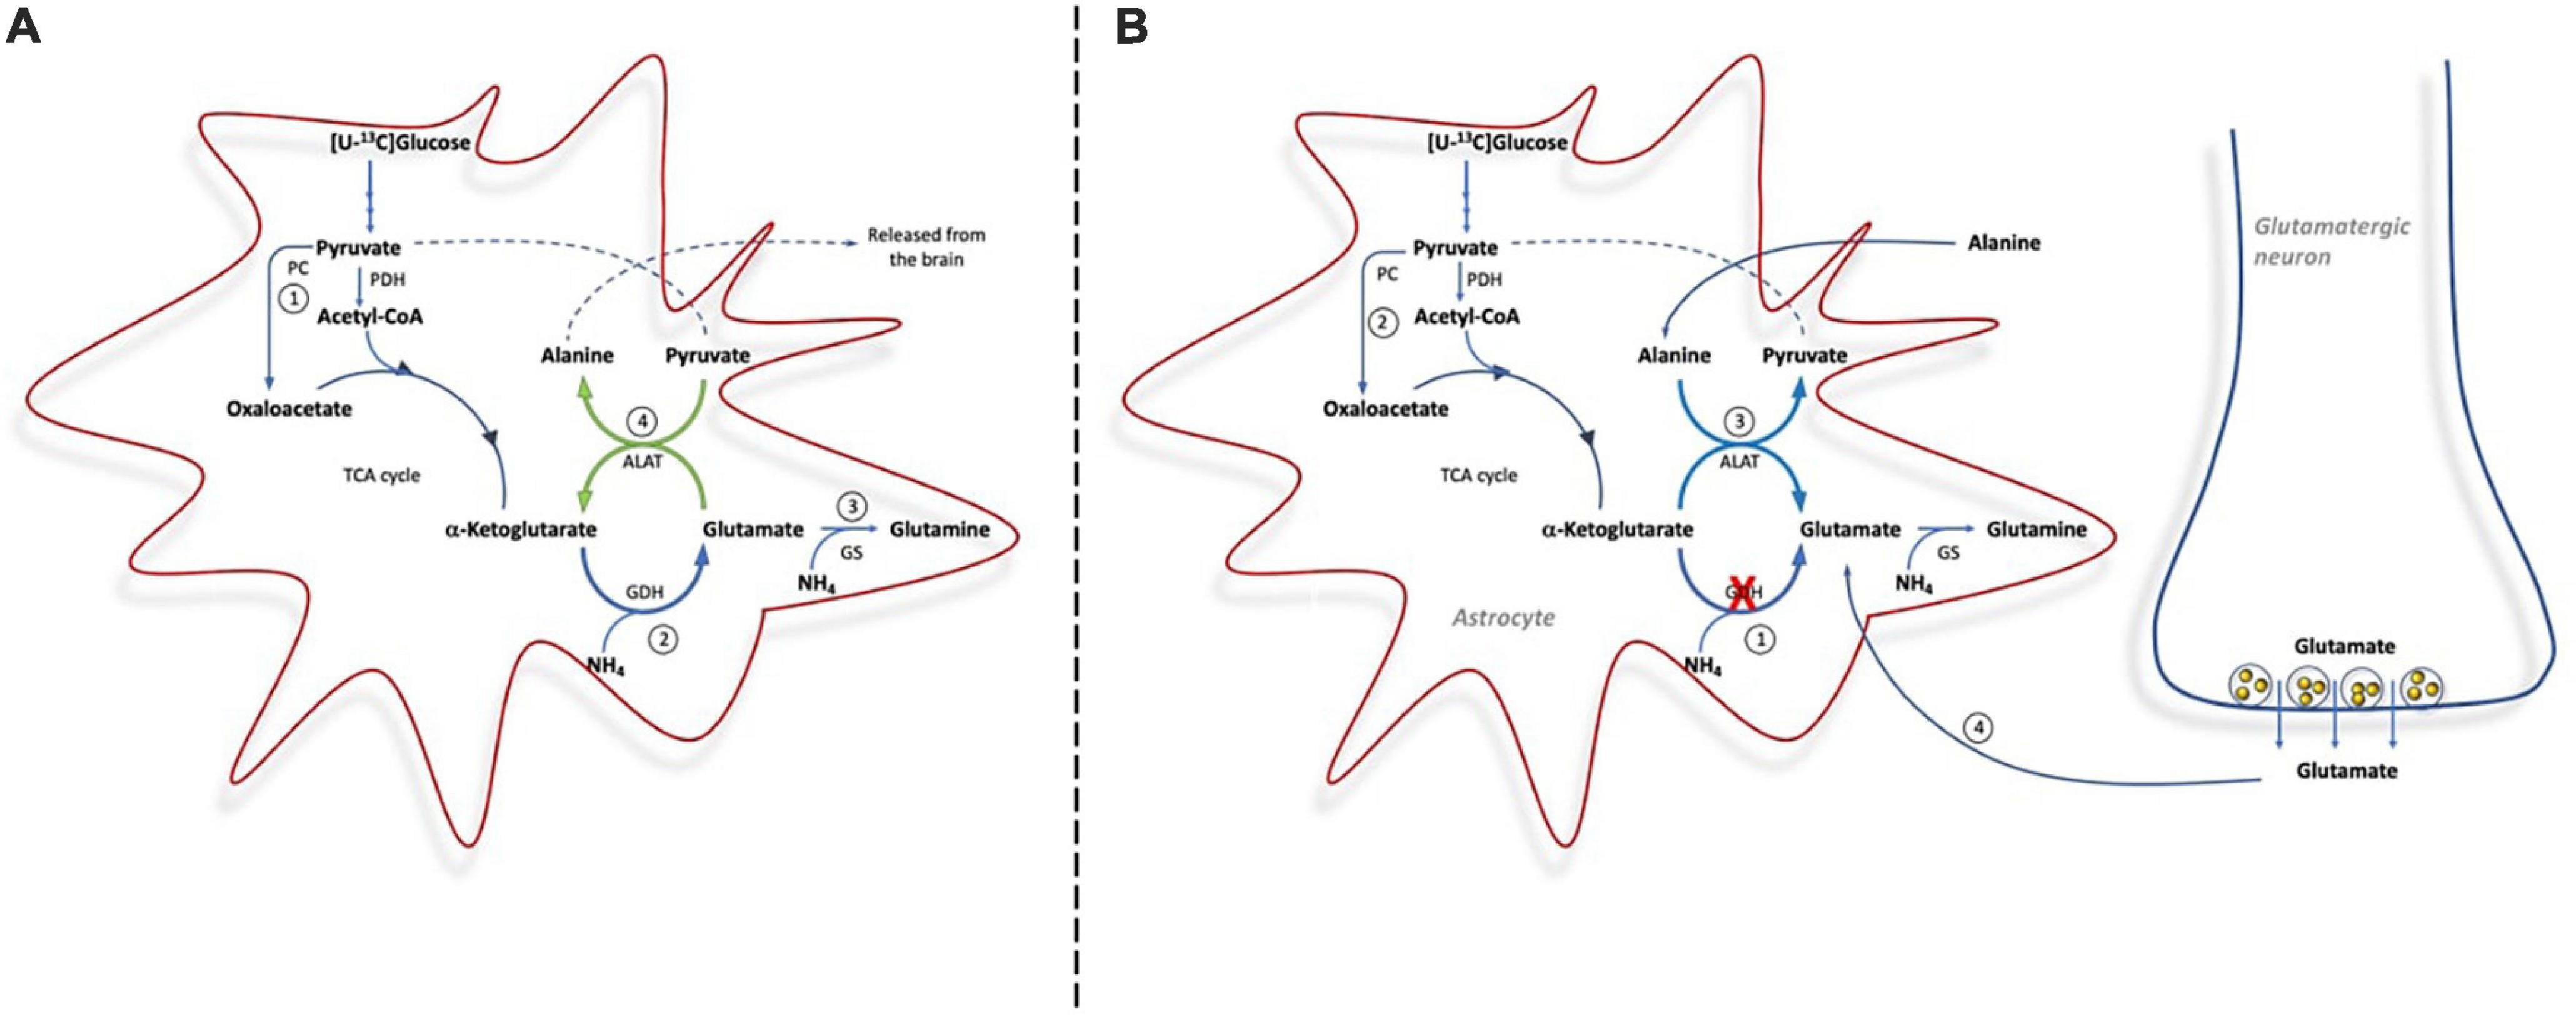 A
[U-¹³C]Glucose
Pyruvate
Released from
the brain
PC
PDH
1
Acetyl-CoA
Alanine
Pyruvate
Oxaloacetate
4
ALAT
TCA cycle
3
α-Ketoglutarate
Glutamate
Glutamine
GS
NH₄
GDH
2
NH₄
B
[U-¹³C]Glucose
Pyruvate
Alanine
PC
PDH
2
Acetyl-CoA
Alanine
Pyruvate
Oxaloacetate
3
ALAT
TCA cycle
α-Ketoglutarate
Glutamate
Glutamine
GS
NH₄
GDH
X
1
NH₄
Astrocyte
Glutamatergic
neuron
Glutamate
4
Glutamate